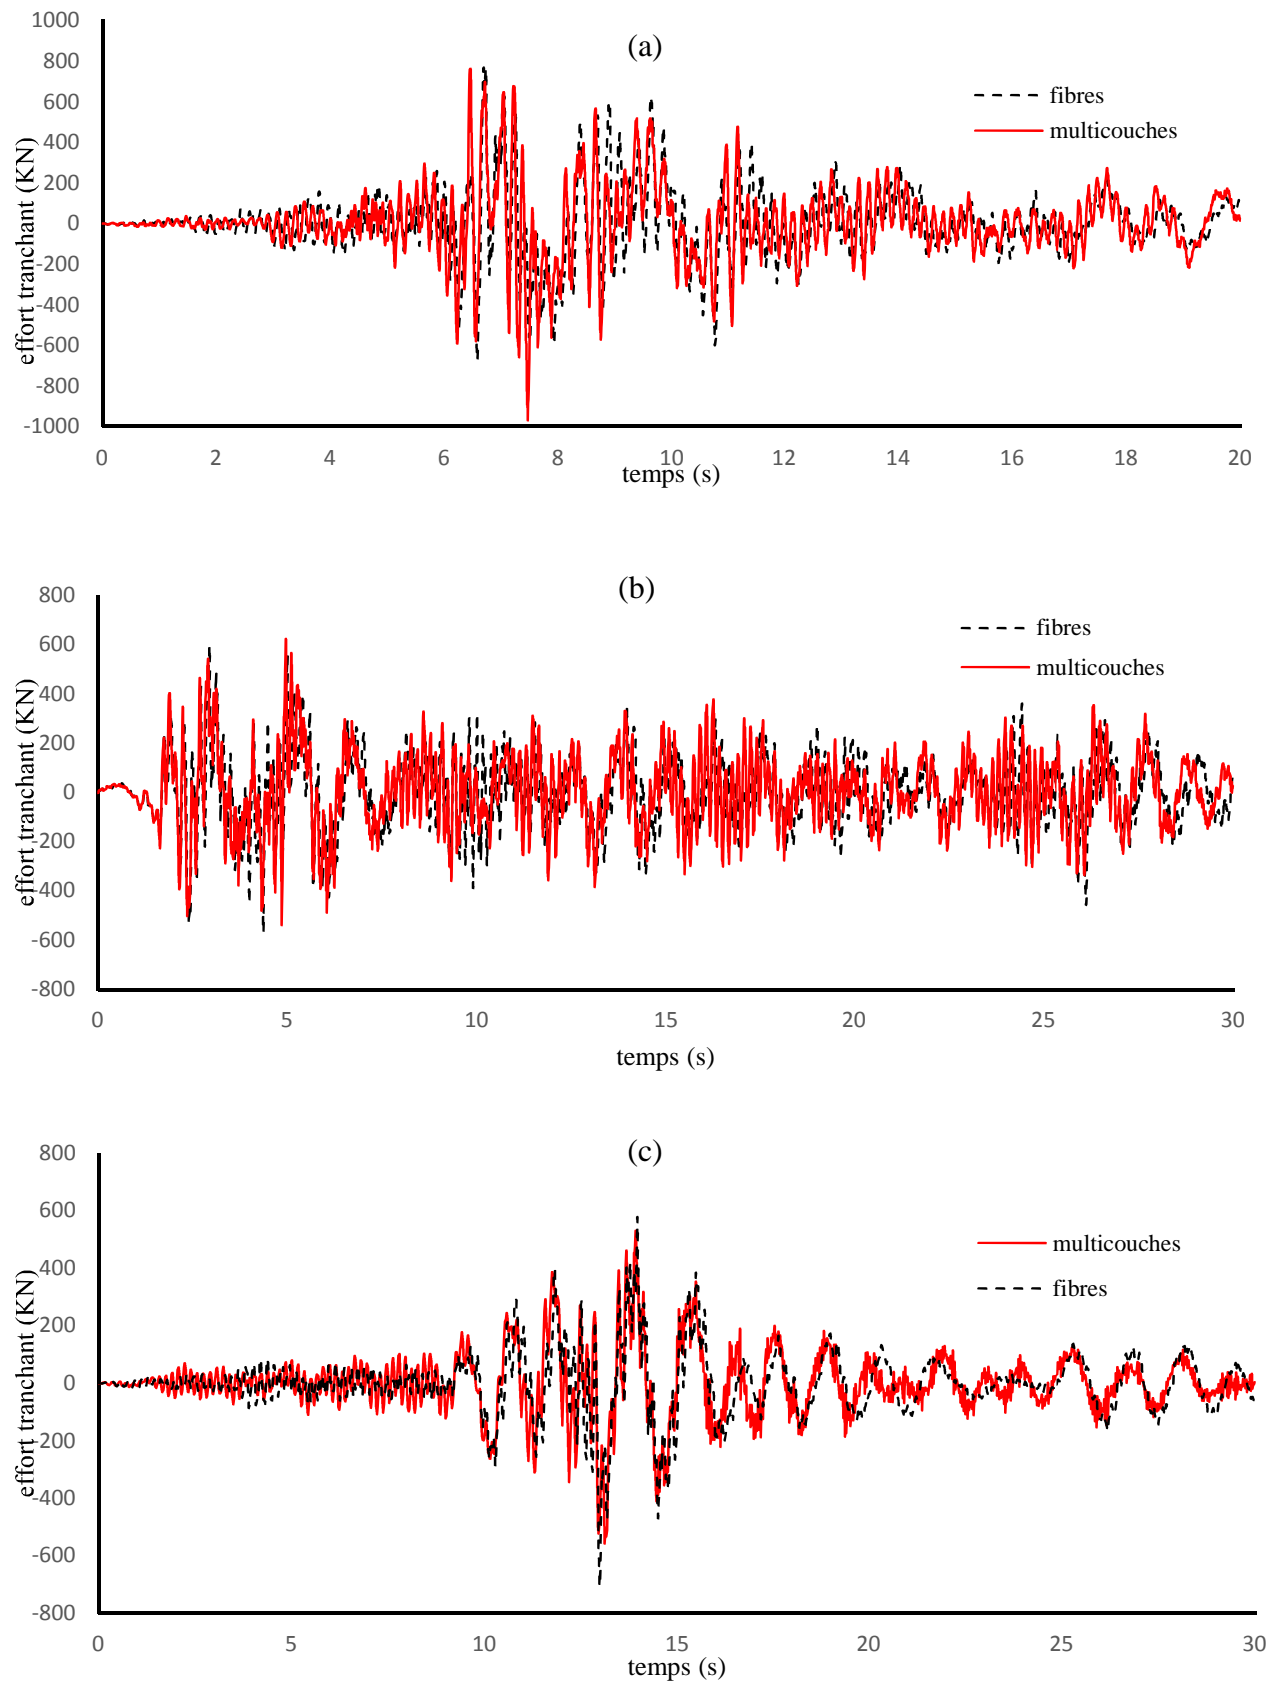 (a)
1000
800
600
400
200
0
-200
-400
-600
-800
-1000
effort tranchant (KN)
fibres
multicouches
0 2 4 6 8 10 12 14 16 18 20
temps (s)
(b)
800
600
400
200
0
-200
-400
-600
-800
effort tranchant (KN)
fibres
multicouches
0 5 10 15 20 25 30
temps (s)
(c)
800
600
400
200
0
-200
-400
-600
-800
effort tranchant (KN)
multicouches
fibres
0 5 10 15 20 25 30
temps (s)